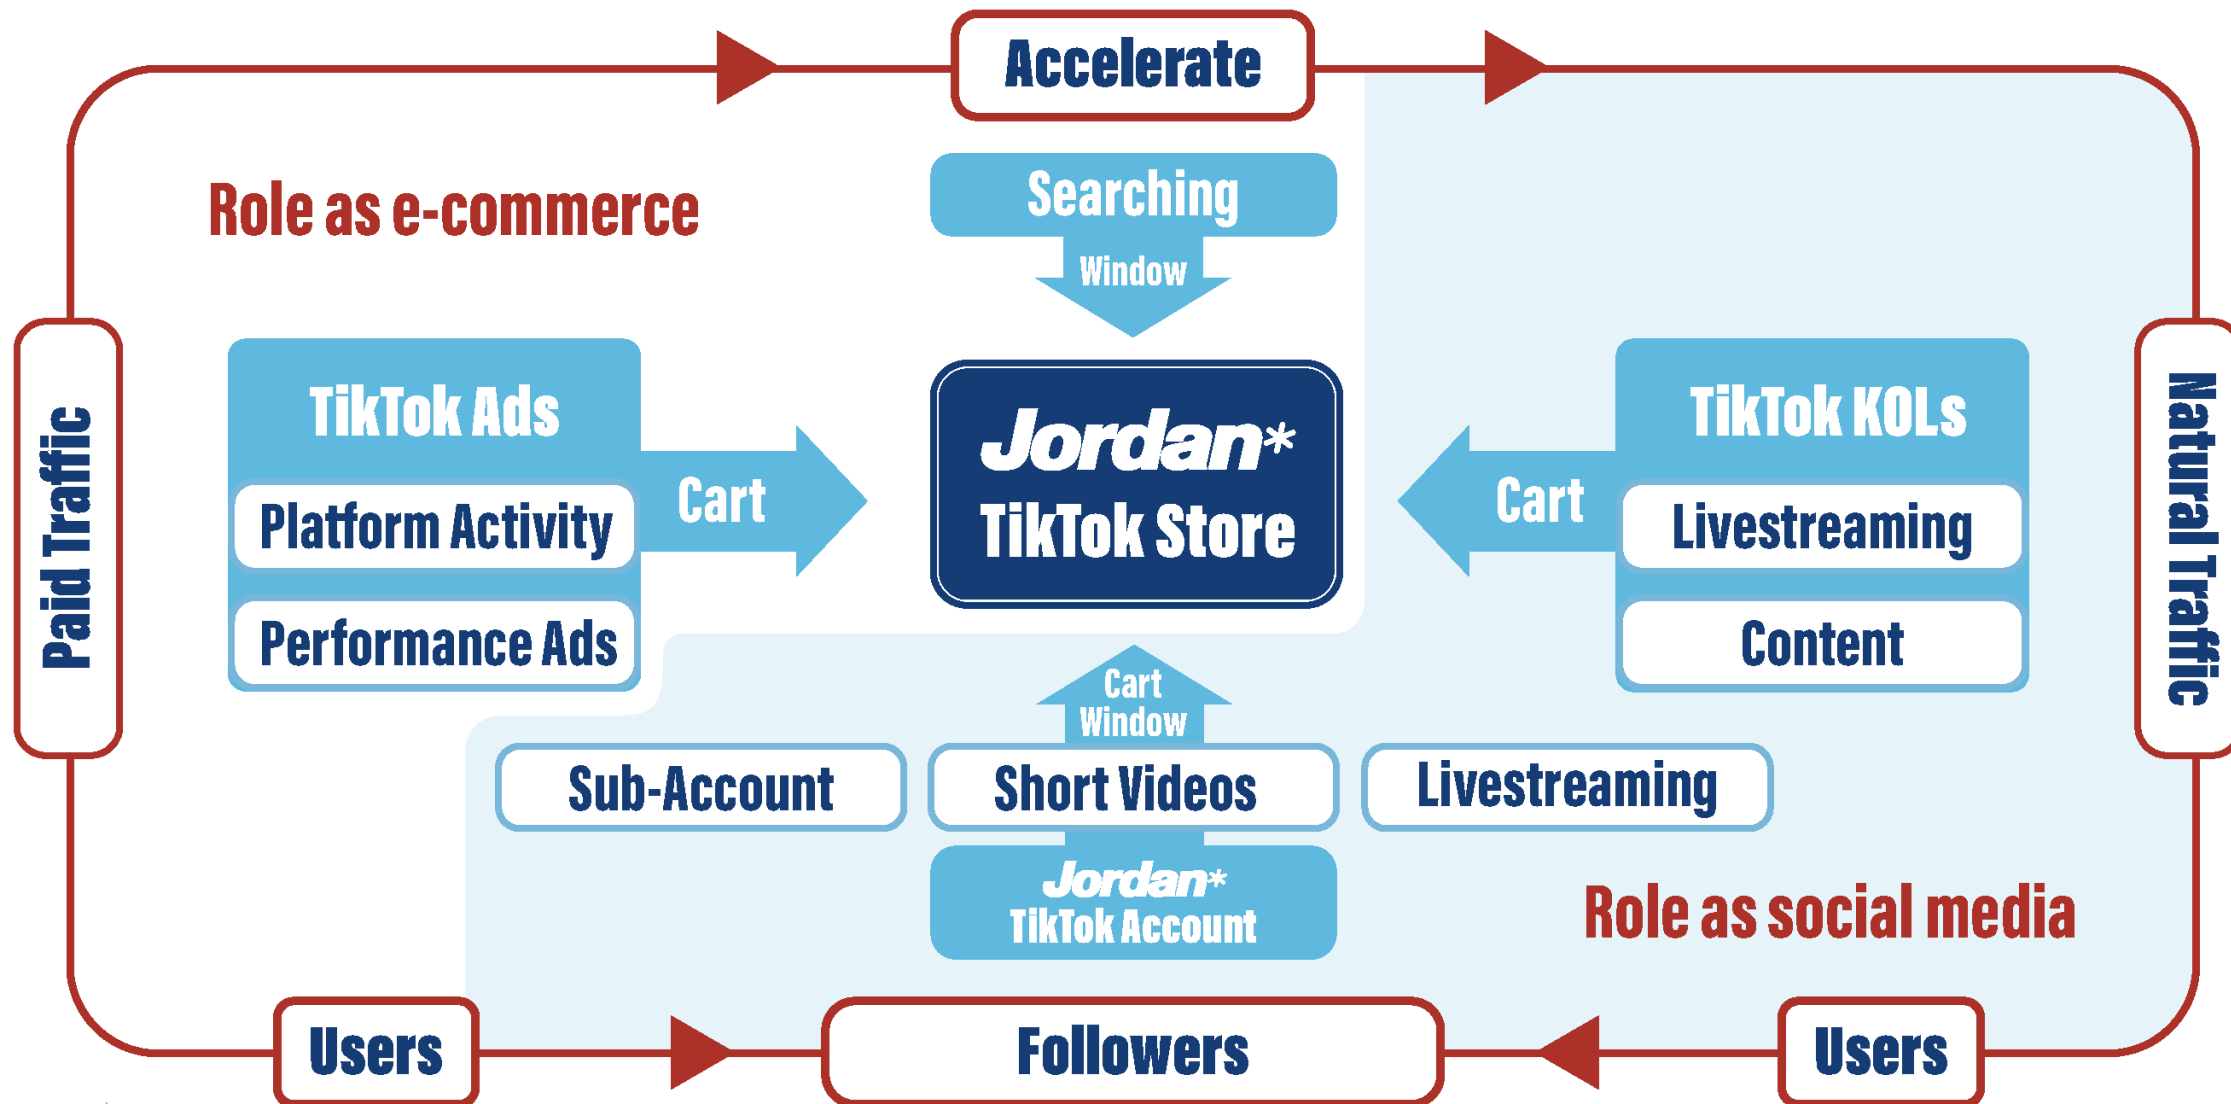 Accelerate
Searching
Window
Role as e-commerce
Paid Traffic
TikTok Ads
Platform Activity
Performance Ads
Cart
Jordan*
TikTok Store
Cart
TikTok KOLs
Livestreaming
Content
Natural Traffic
Cart
Window
Sub-Account
Short Videos
Livestreaming
Jordan*
TikTok Account
Role as social media
Users
Followers
Users